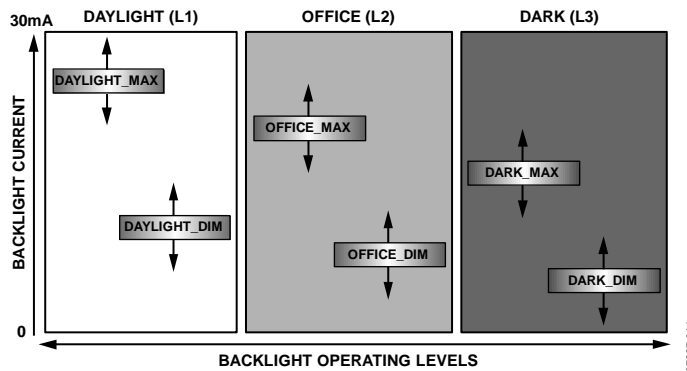 30mA
DAYLIGHT (L1)
OFFICE (L2)
DARK (L3)
DAYLIGHT_MAX
OFFICE_MAX
DARK_MAX
DAYLIGHT_DIM
OFFICE_DIM
DARK_DIM
BACKLIGHT CURRENT
0
BACKLIGHT OPERATING LEVELS